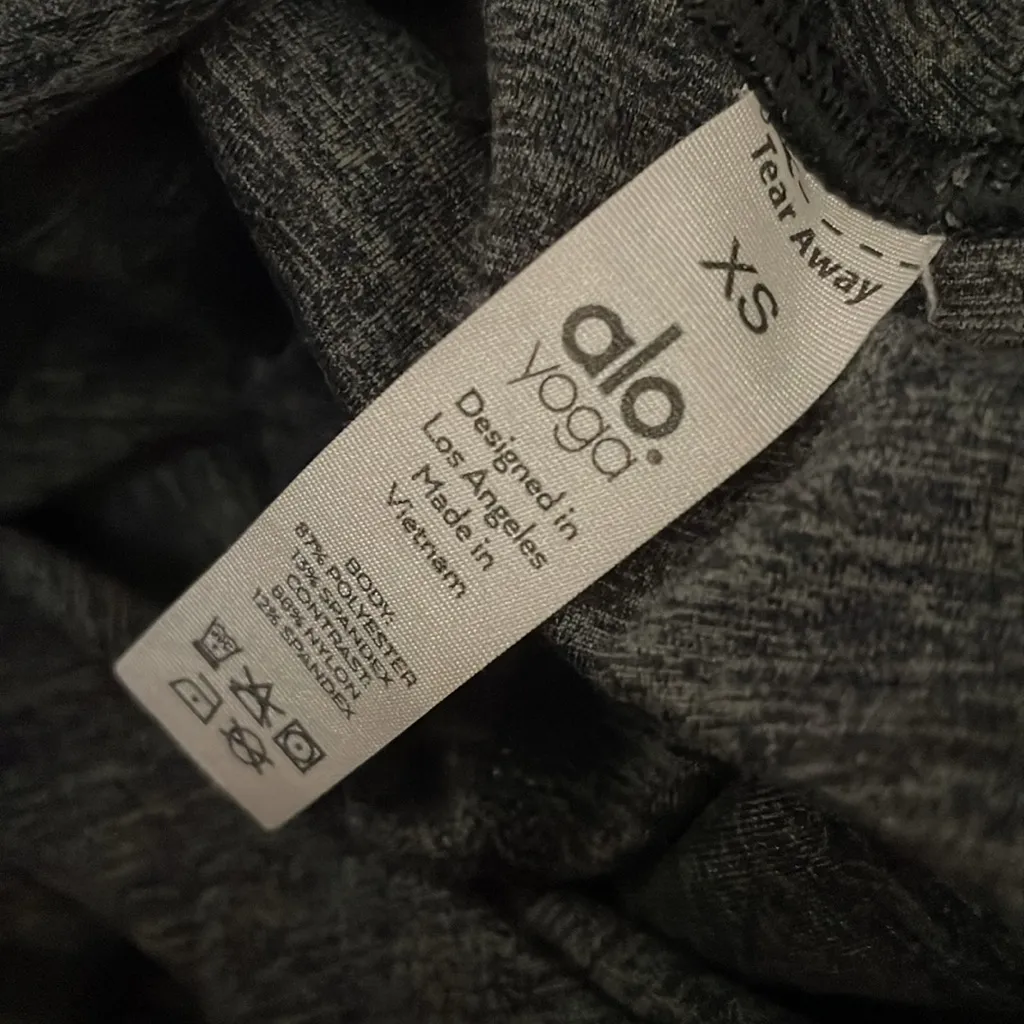 Tear Away
XS
alo
yoga
Designed in
Los Angeles
Made in
Vietnam
BODY:
87% POLYESTER
13% SPANDEX
CONTRAST:
88% NYLON
12% SPANDEX